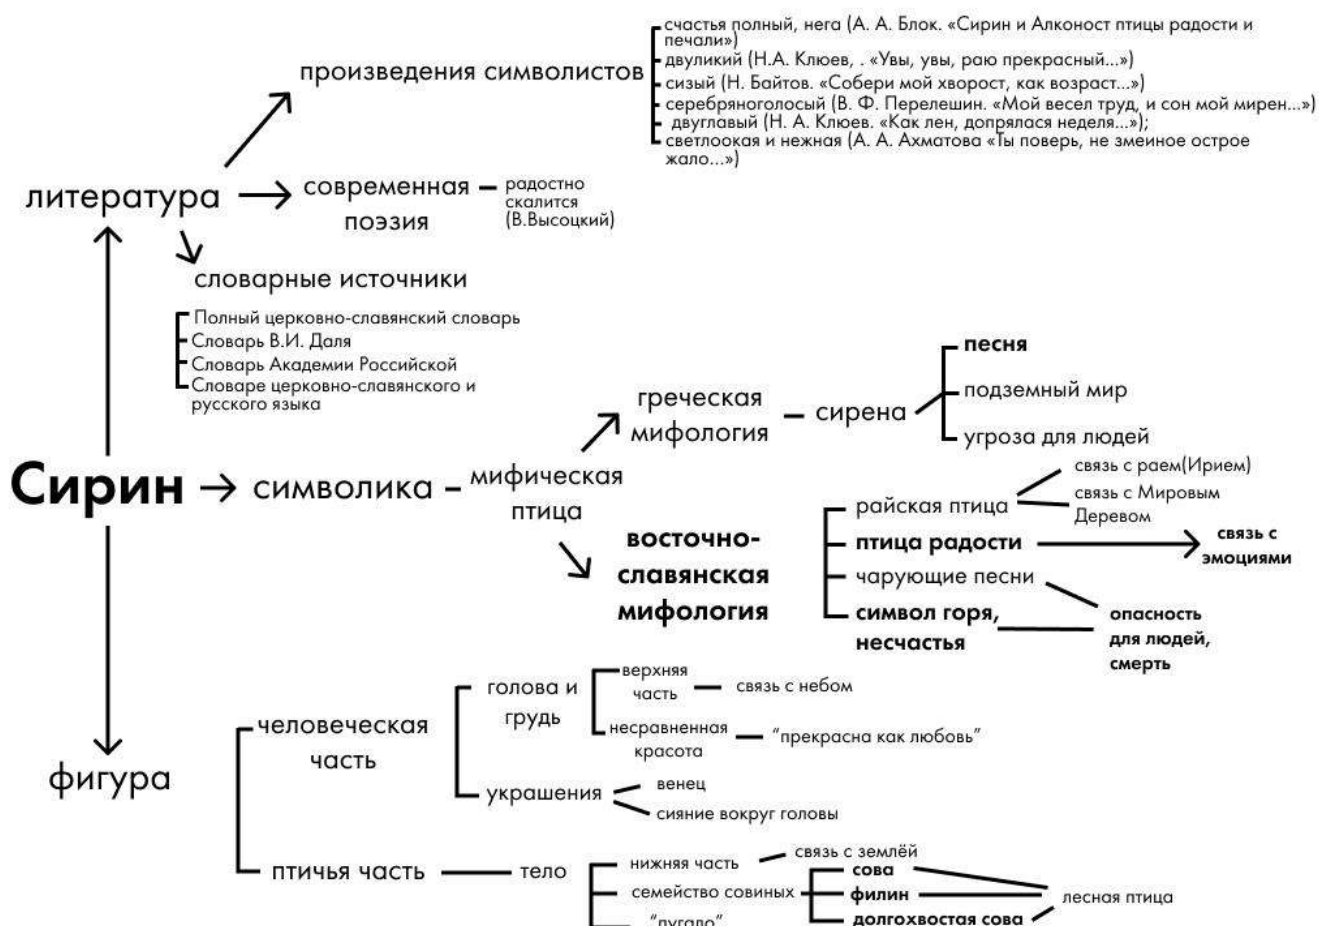 счастья полный, нега (А. А. Блок. «Сирин и Алконост птицы радости и
печали»)
двуликий (Н.А. Клюев, . «Увы, увы, раю прекрасный...»)
сизый (Н. Байтов. «Собери мой хворост, как возраст...»)
серебряноголосый (В. Ф. Перелешин. «Мой весел труд, и сон мой мирен...»)
двуглавый (Н. А. Клюев. «Как лен, допрялася неделя...»);
светлоокая и нежная (А. А. Ахматова «Ты поверь, не змеиное острое
жало...»)
произведения символистов
литература
современная
поэзия
радостно
скалится
(В.Высоцкий)
словарные источники
Полный церковно-славянский словарь
Словарь В.И. Даля
Словарь Академии Российской
Словаре церковно-славянского и
русского языка
Сирин
символика
мифическая
птица
греческая
мифология
сирена
песня
подземный мир
угроза для людей
восточно-
славянская
мифология
райская птица
связь с раем(Ирием)
связь с Мировым
Деревом
птица радости
связь с
эмоциями
чарующие песни
символ горя,
несчастья
опасность
для людей,
смерть
фигура
человеческая
часть
голова и
грудь
верхняя
часть
связь с небом
несравненная
красота
“прекрасна как любовь”
украшения
венец
сияние вокруг головы
птичья часть
тело
нижняя часть
связь с землёй
семейство совиных
сова
филин
долгохвостая сова
лесная птица
“пугало”